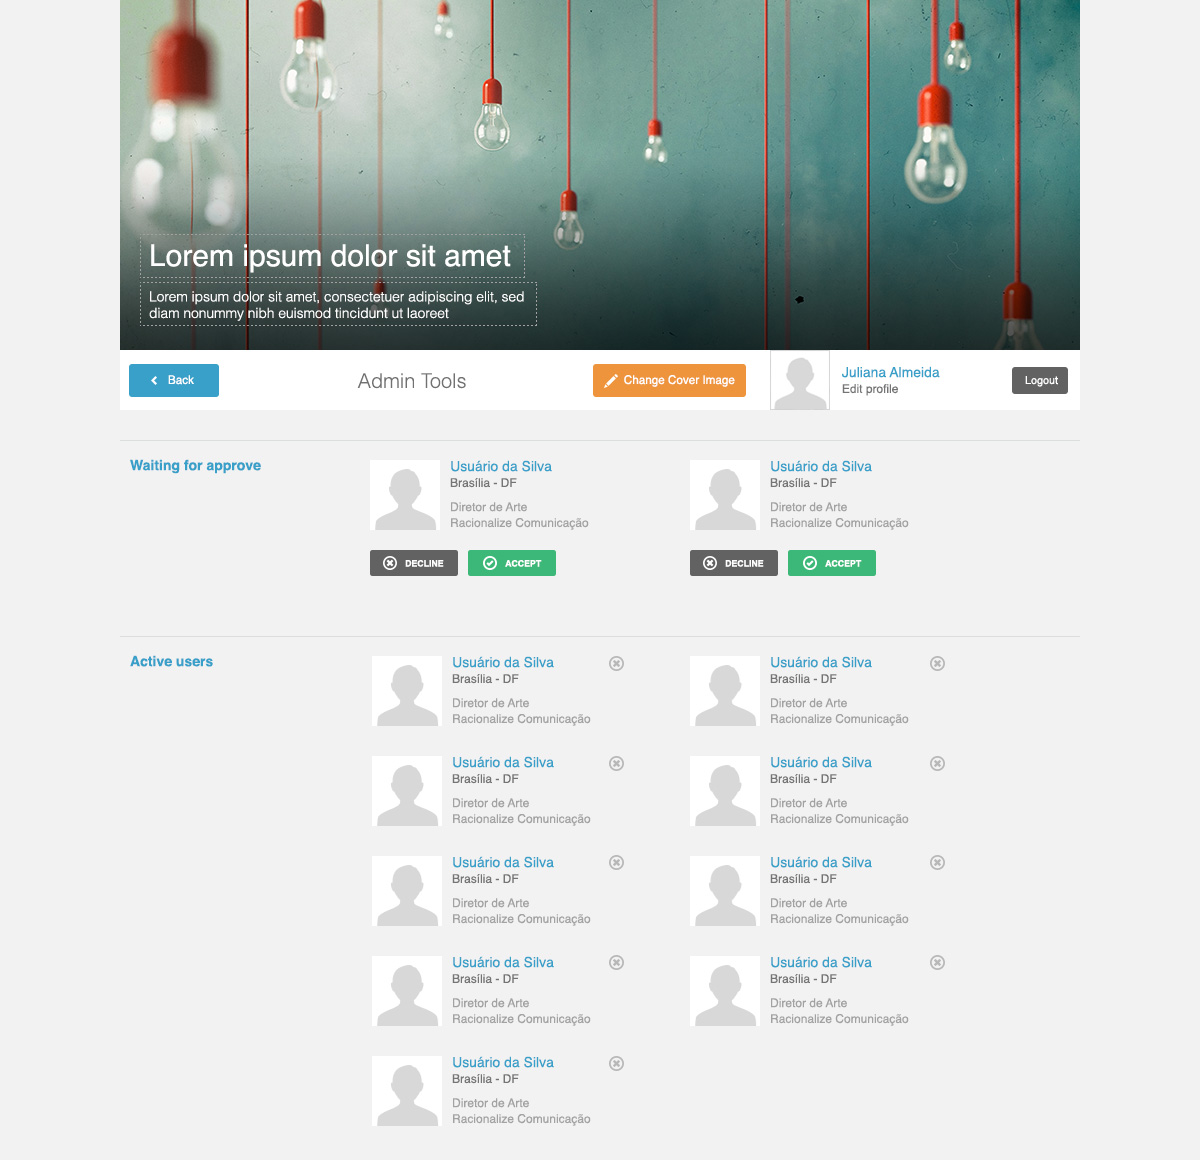 Lorem ipsum dolor sit amet
Lorem ipsum dolor sit amet, consectetuer adipiscing elit, sed
diam nonummy nibh euismod tincidunt ut laoreet
Back
Admin Tools
Change Cover Image
Juliana Almeida
Edit profile
Logout
Waiting for approve
Usuário da Silva
Brasília - DF
Diretor de Arte
Racionalize Comunicação
DECLINE
ACCEPT
Usuário da Silva
Brasília - DF
Diretor de Arte
Racionalize Comunicação
DECLINE
ACCEPT
Active users
Usuário da Silva
Brasília - DF
Diretor de Arte
Racionalize Comunicação
Usuário da Silva
Brasília - DF
Diretor de Arte
Racionalize Comunicação
Usuário da Silva
Brasília - DF
Diretor de Arte
Racionalize Comunicação
Usuário da Silva
Brasília - DF
Diretor de Arte
Racionalize Comunicação
Usuário da Silva
Brasília - DF
Diretor de Arte
Racionalize Comunicação
Usuário da Silva
Brasília - DF
Diretor de Arte
Racionalize Comunicação
Usuário da Silva
Brasília - DF
Diretor de Arte
Racionalize Comunicação
Usuário da Silva
Brasília - DF
Diretor de Arte
Racionalize Comunicação
Usuário da Silva
Brasília - DF
Diretor de Arte
Racionalize Comunicação